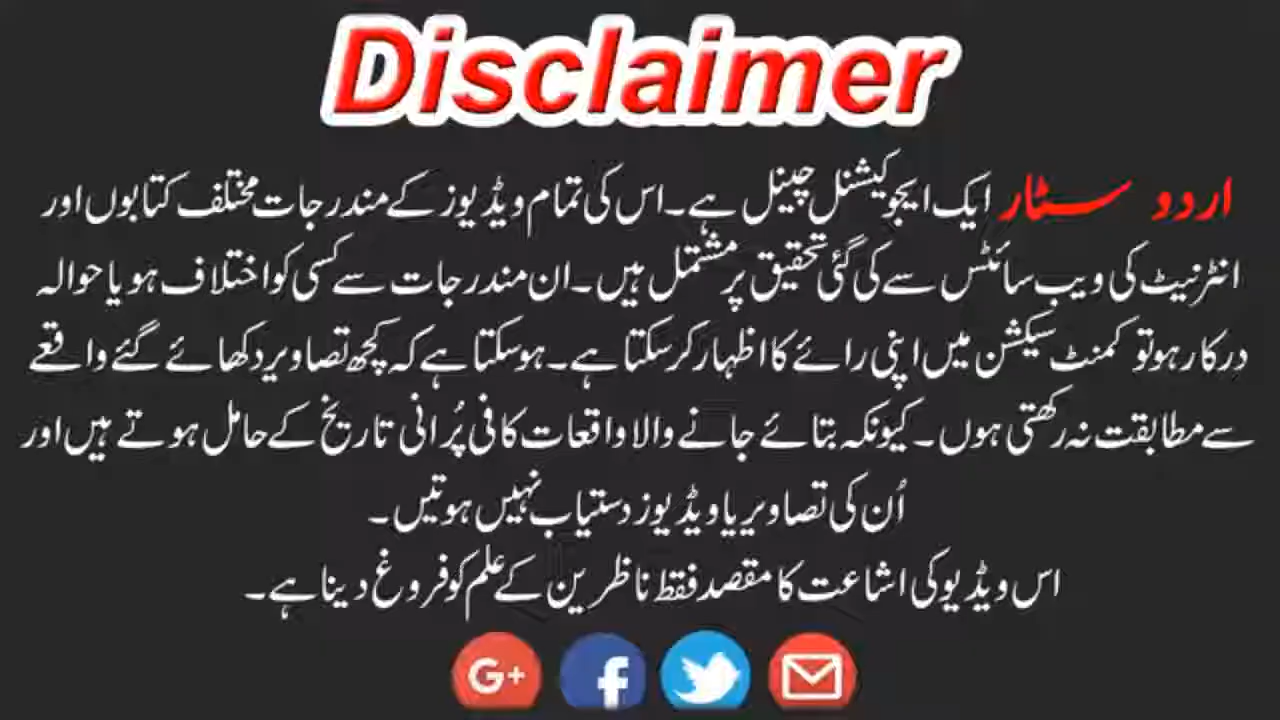 Disclaimer
اردو سٹار ایک ایجوکیشنل چینل ہے۔ اس کی تمام ویڈیوز کے مندرجات مختلف کتابوں اور
انٹرنیٹ کی ویب سائٹس سے کی گئی تحقیق پر مشتمل ہیں۔ ان مندرجات سے کسی کو اختلاف ہو یا حوالہ
درکار ہو تو کمنٹ سیکشن میں اپنی رائے کا اظہار کر سکتا ہے۔ ہو سکتا ہے کہ کچھ تصاویر دکھائے گئے واقعے
سے مطابقت نہ رکھتی ہوں۔ کیونکہ بتائے جانے والا واقعات کافی پُرانی تاریخ کے حامل ہوتے ہیں اور
اُن کی تصاویر یا ویڈیوز دستیاب نہیں ہوتیں۔
اس ویڈیو کی اشاعت کا مقصد فقط ناظرین کے علم کو فروغ دینا ہے۔
G+ f